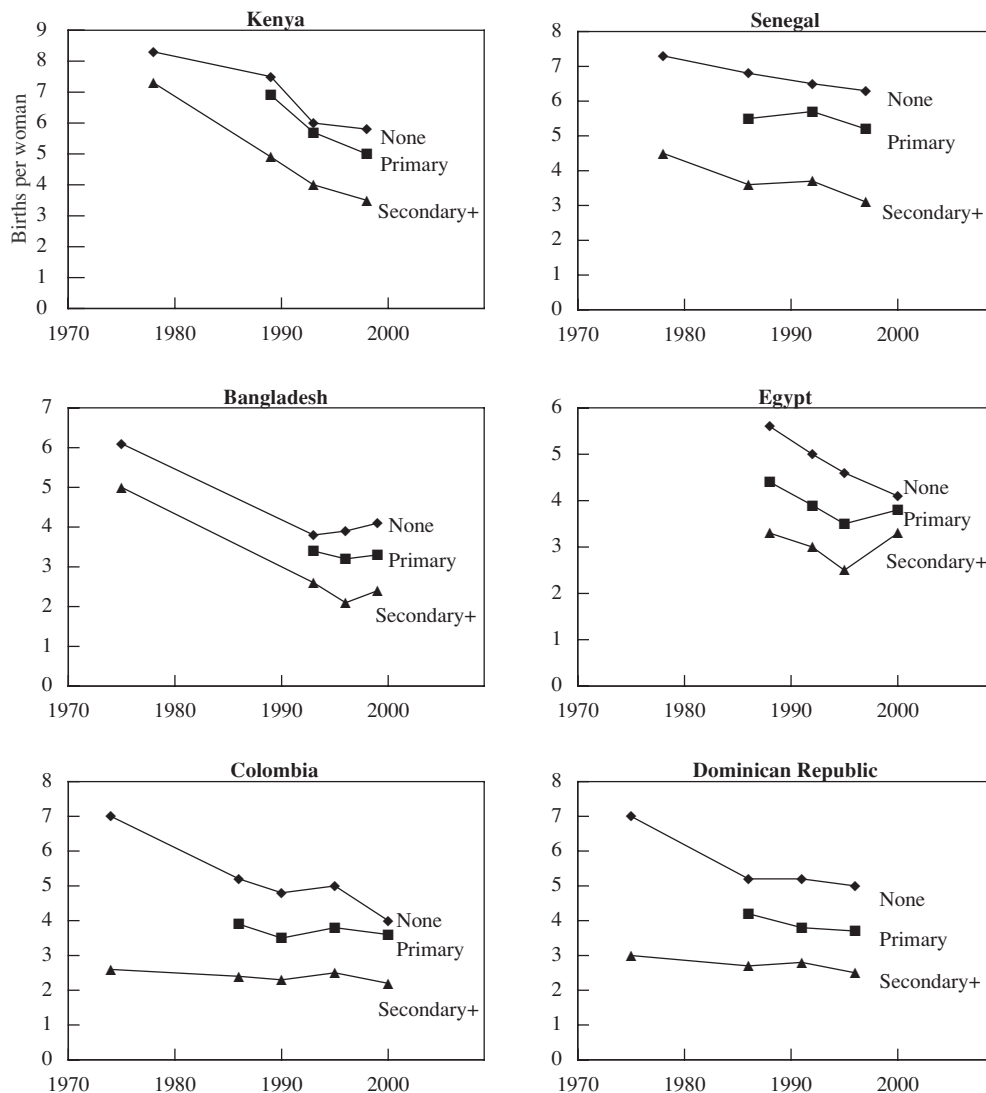 Kenya
Births per woman
9
8
7
6
5
4
3
2
1
0
1970 1980 1990 2000
None
Primary
Secondary+
Senegal
8
7
6
5
4
3
2
1
0
1970 1980 1990 2000
None
Primary
Secondary+
Bangladesh
7
6
5
4
3
2
1
0
1970 1980 1990 2000
None
Primary
Secondary+
Egypt
6
5
4
3
2
1
0
1970 1980 1990 2000
None
Primary
Secondary+
Colombia
8
7
6
5
4
3
2
1
0
1970 1980 1990 2000
None
Primary
Secondary+
Dominican Republic
8
7
6
5
4
3
2
1
0
1970 1980 1990 2000
None
Primary
Secondary+